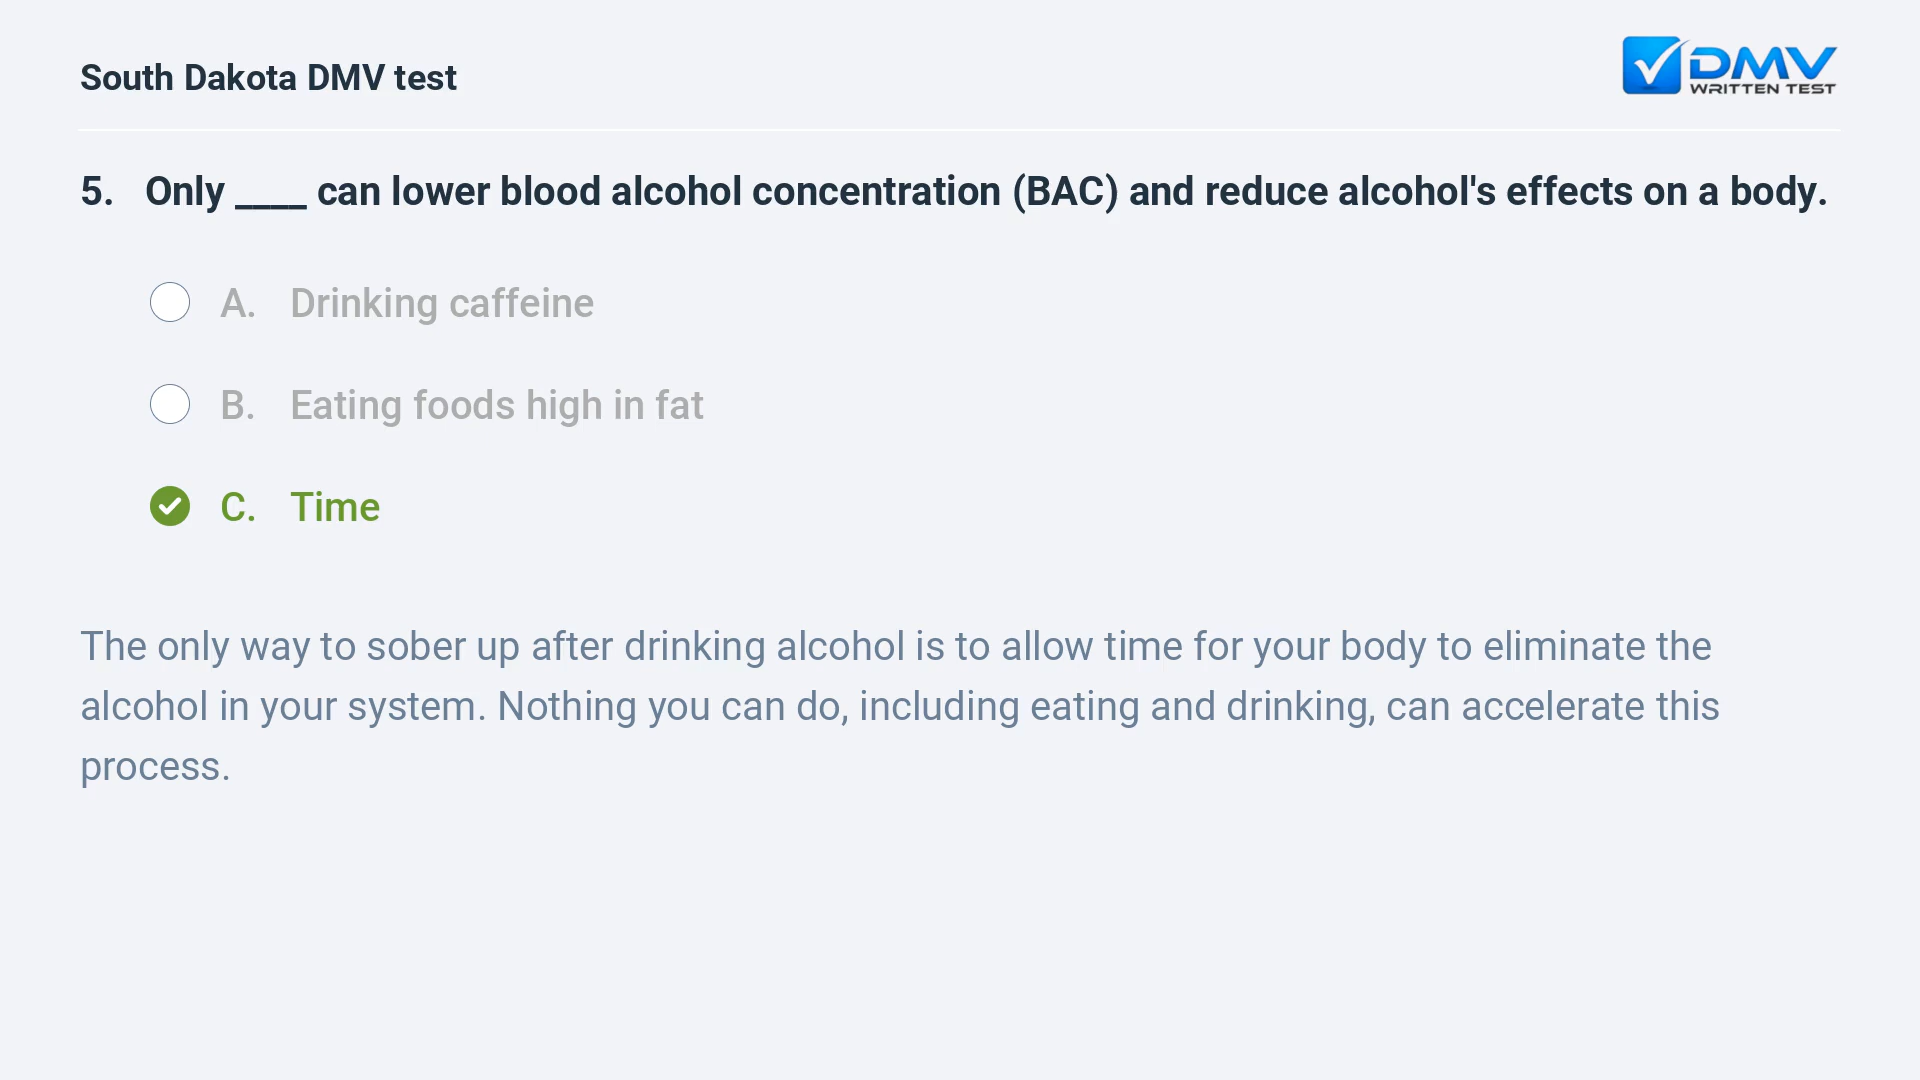 South Dakota DMV test
DMV
WRITTEN TEST
5. Only ____ can lower blood alcohol concentration (BAC) and reduce alcohol's effects on a body.
A. Drinking caffeine
B. Eating foods high in fat
C. Time
The only way to sober up after drinking alcohol is to allow time for your body to eliminate the
alcohol in your system. Nothing you can do, including eating and drinking, can accelerate this
process.